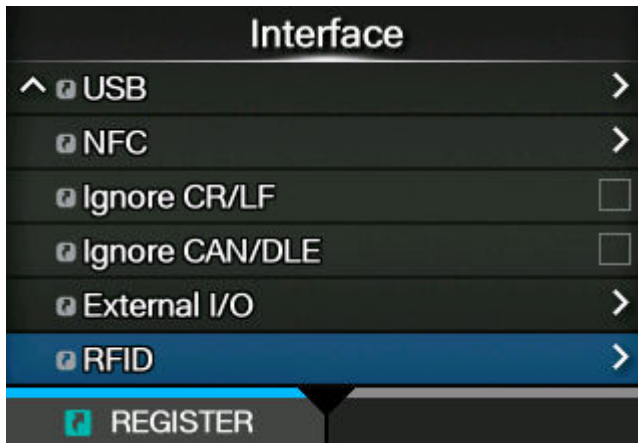 Interface
USB
NFC
Ignore CR/LF
Ignore CAN/DLE
External I/O
RFID
REGISTER